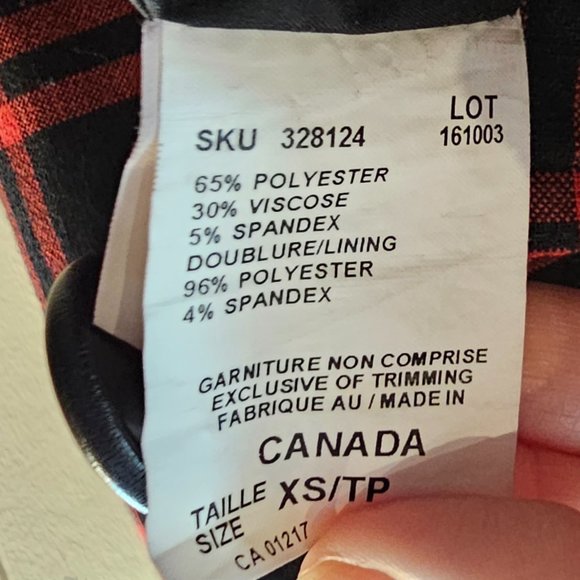 LOT
SKU 328124 161003
65% POLYESTER
30% VISCOSE
5% SPANDEX
DOUBLURE/LINING
96% POLYESTER
4% SPANDEX
GARNITURE NON COMPRISE
EXCLUSIVE OF TRIMMING
FABRIQUE AU / MADE IN
CANADA
TAILLE XS/TP
SIZE
CA 01217